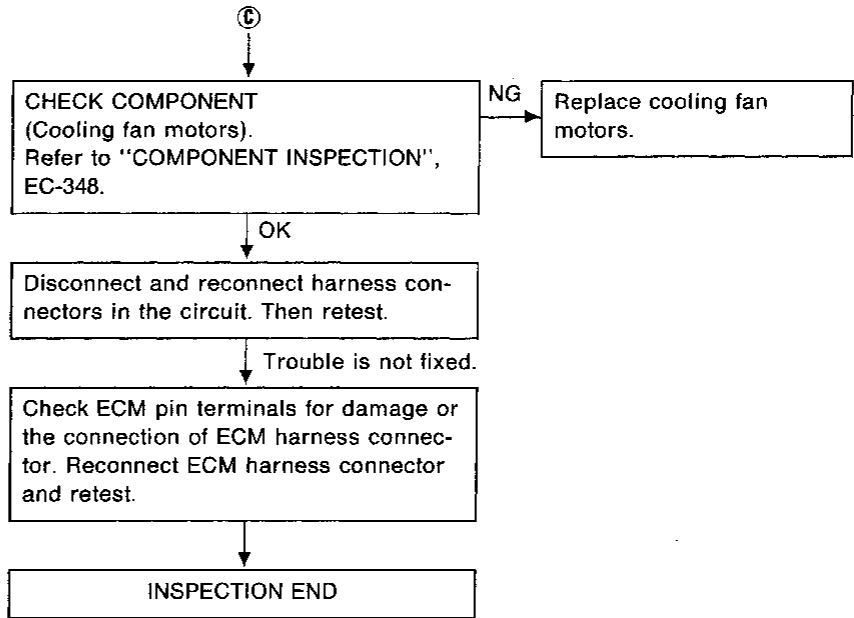 Ⓒ
CHECK COMPONENT
(Cooling fan motors).
Refer to "COMPONENT INSPECTION",
EC-348.
NG
Replace cooling fan
motors.
OK
Disconnect and reconnect harness con-
nectors in the circuit. Then retest.
Trouble is not fixed.
Check ECM pin terminals for damage or
the connection of ECM harness connec-
tor. Reconnect ECM harness connector
and retest.
INSPECTION END